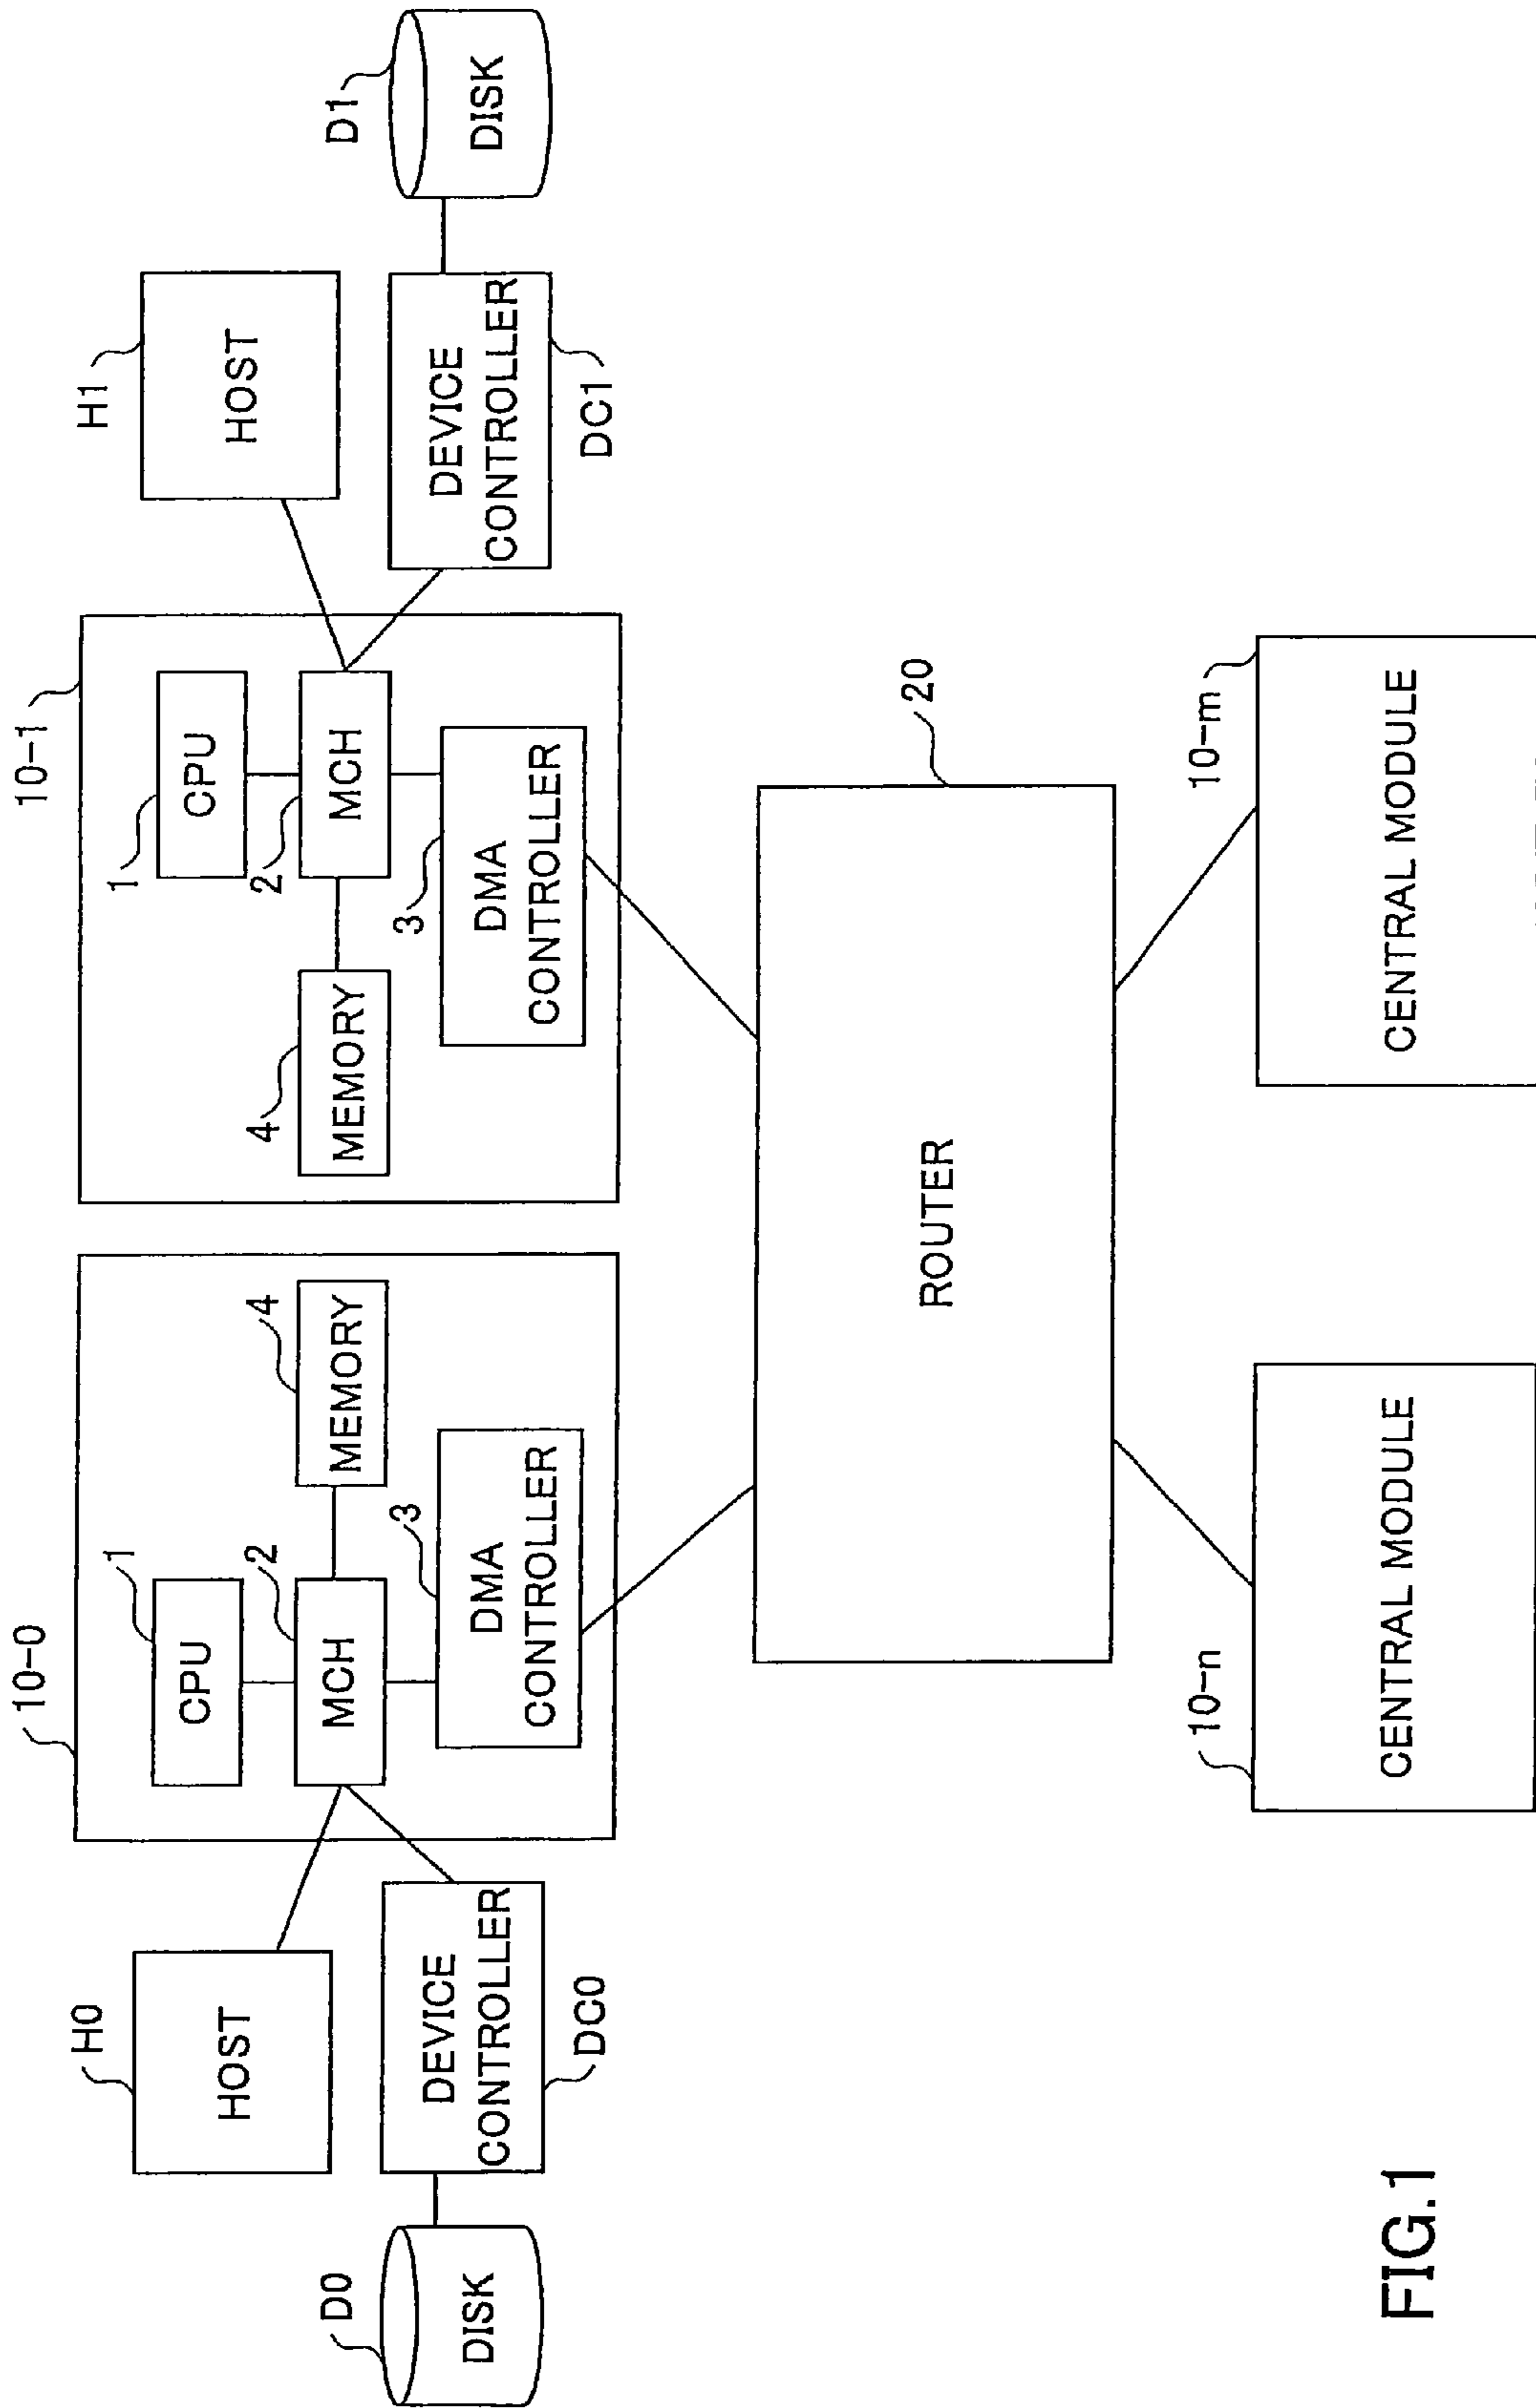 10-0
10-1
H0
HOST
1
CPU
2
MCH
4
MEMORY
3
DMA
CONTROLLER
D0
DISK
DEVICE
CONTROLLER
DC0
1
CPU
2
MCH
4
MEMORY
3
DMA
CONTROLLER
H1
HOST
DEVICE
CONTROLLER
DC1
D1
DISK
20
ROUTER
10-n
CENTRAL MODULE
10-m
CENTRAL MODULE
FIG.1